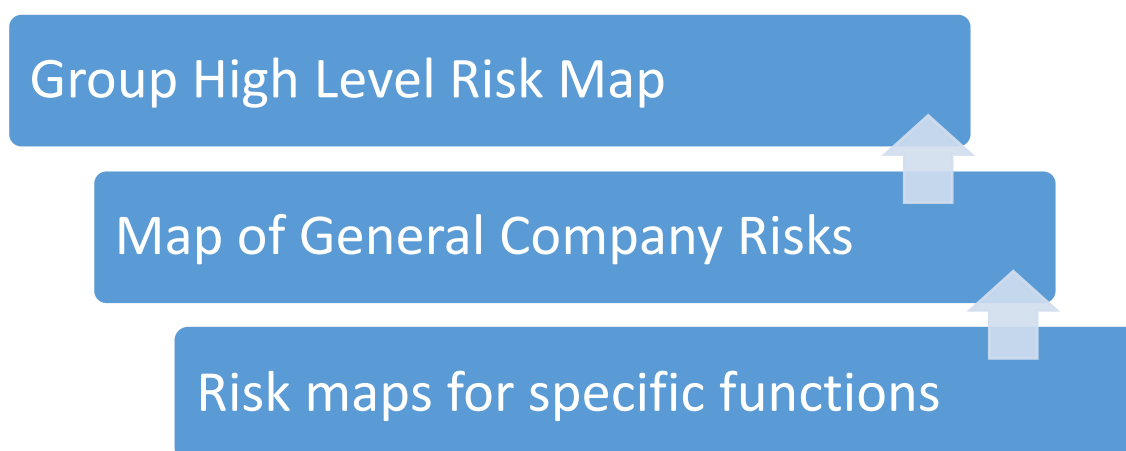 Group High Level Risk Map
Map of General Company Risks
Risk maps for specific functions